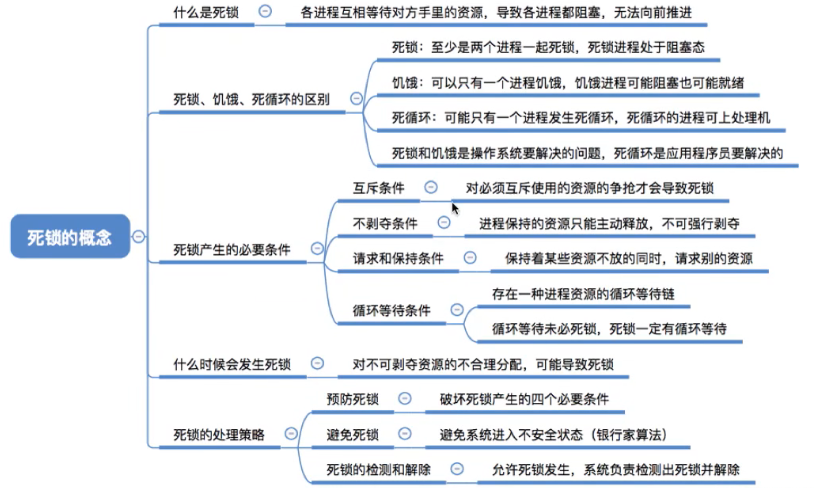 什么是死锁
各进程互相等待对方手里的资源，导致各进程都阻塞，无法向前推进
死锁、饥饿、死循环的区别
死锁：至少是两个进程一起死锁，死锁进程处于阻塞态
饥饿：可以只有一个进程饥饿，饥饿进程可能阻塞也可能就绪
死循环：可能只有一个进程发生死循环，死循环的进程可上处理机
死锁和饥饿是操作系统要解决的问题，死循环是应用程序员要解决的
死锁的概念
死锁产生的必要条件
互斥条件
对必须互斥使用的资源的争抢才会导致死锁
不剥夺条件
进程保持的资源只能主动释放，不可强行剥夺
请求和保持条件
保持着某些资源不放的同时，请求别的资源
循环等待条件
存在一种进程资源的循环等待链
循环等待未必死锁，死锁一定有循环等待
什么时候会发生死锁
对不可剥夺资源的不合理分配，可能导致死锁
死锁的处理策略
预防死锁
破坏死锁产生的四个必要条件
避免死锁
避免系统进入不安全状态（银行家算法）
死锁的检测和解除
允许死锁发生，系统负责检测出死锁并解除